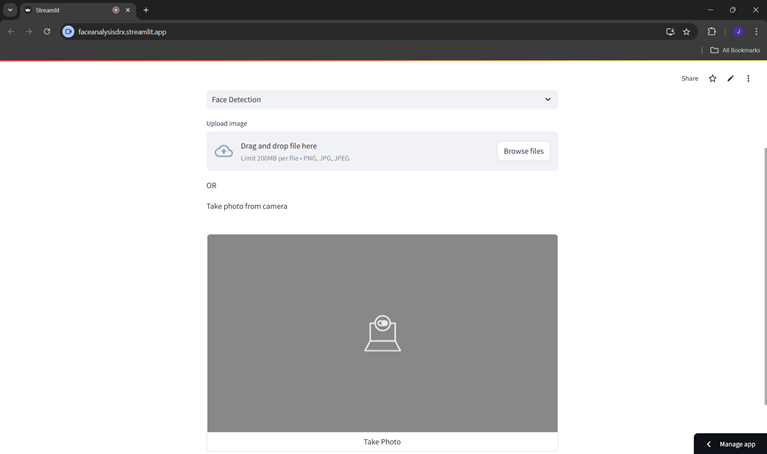 Streamlit
faceanalysisdrx.streamlit.app
J
All Bookmarks
Share
Face Detection
Upload image
Drag and drop file here
Limit 200MB per file • PNG, JPG, JPEG
Browse files
OR
Take photo from camera
Take Photo
Manage app